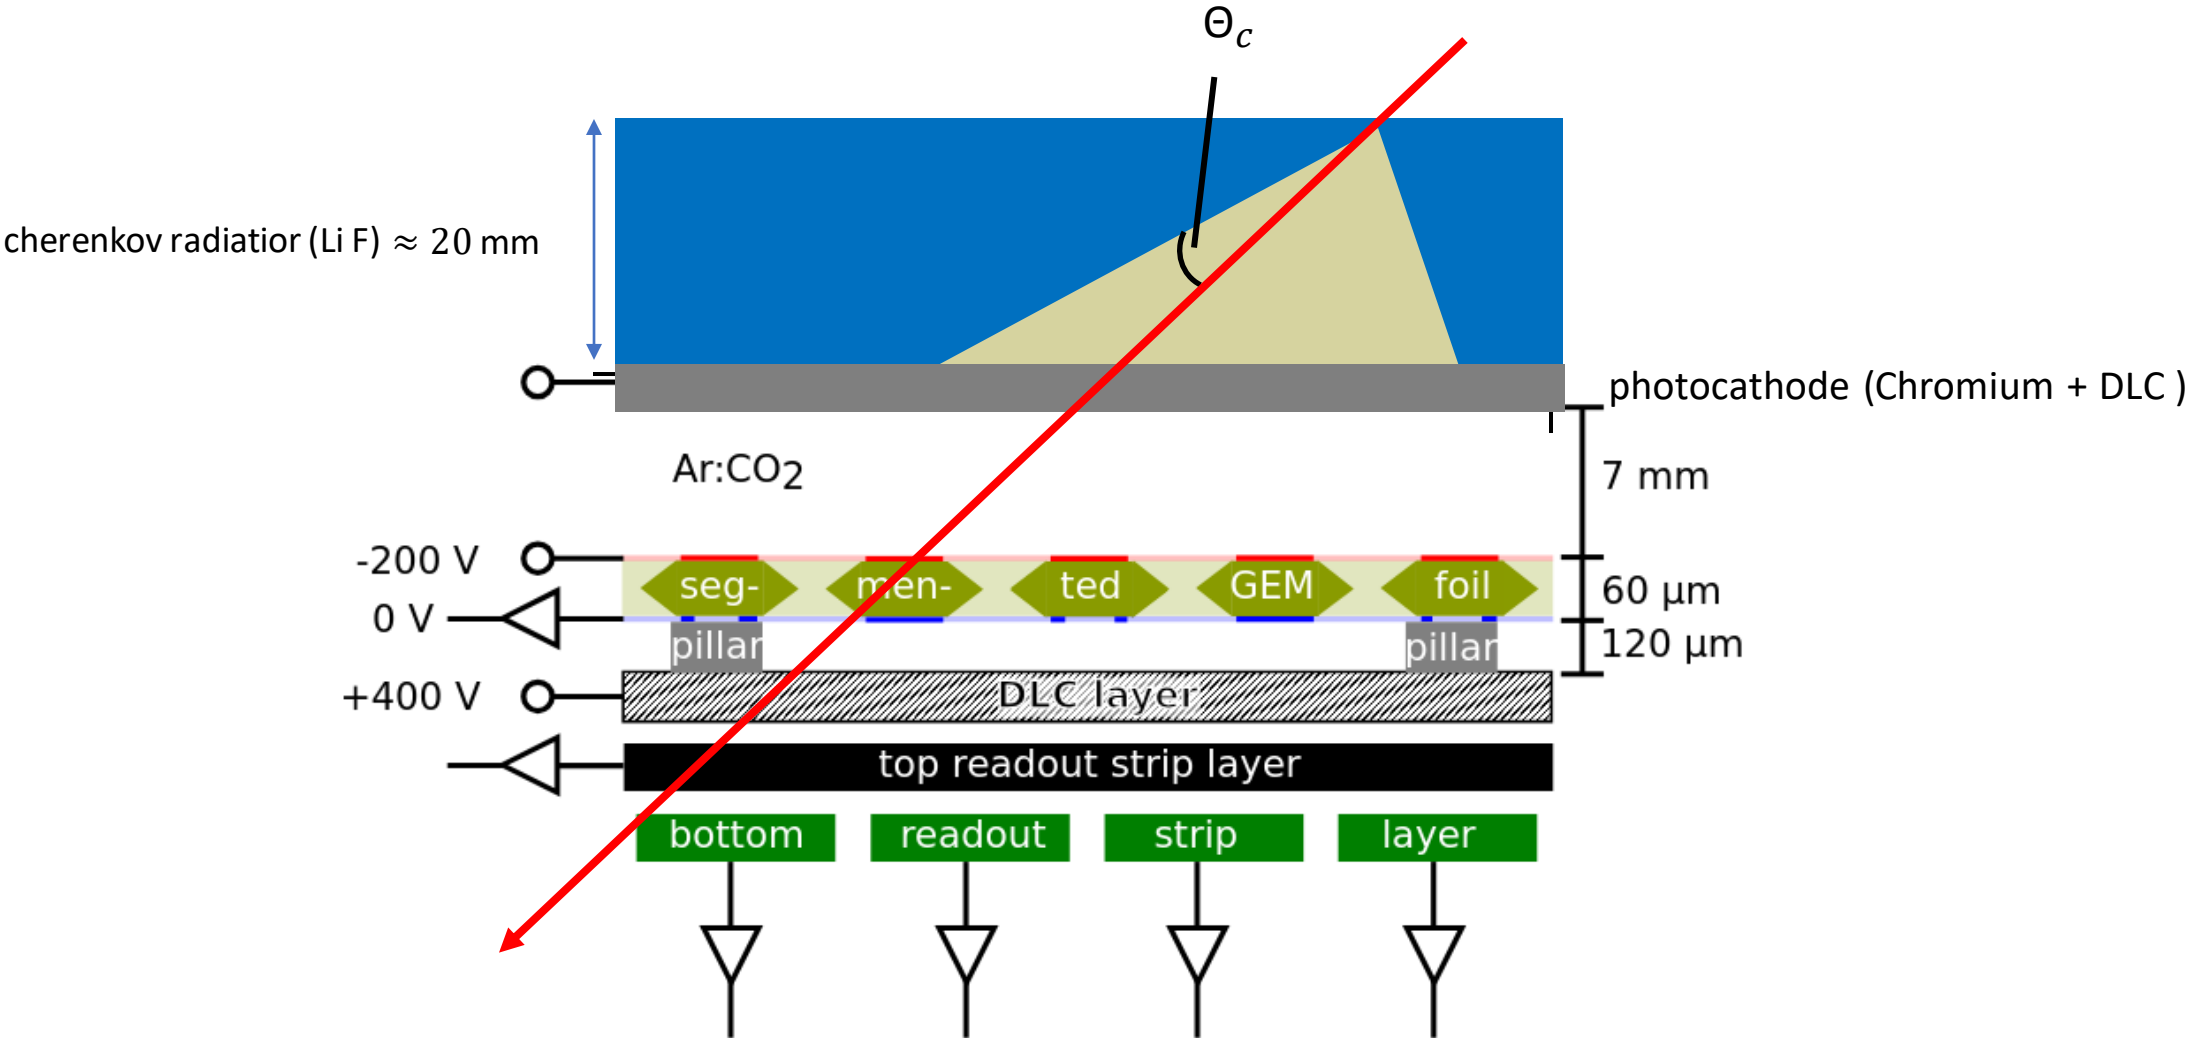 Θc
cherenkov radiatior (Li F) ≈ 20 mm
photocathode (Chromium + DLC )
Ar:CO2
7 mm
-200 V
seg- men- ted GEM foil
60 µm
0 V
pillar pillar
120 µm
+400 V
DLC layer
top readout strip layer
bottom readout strip layer